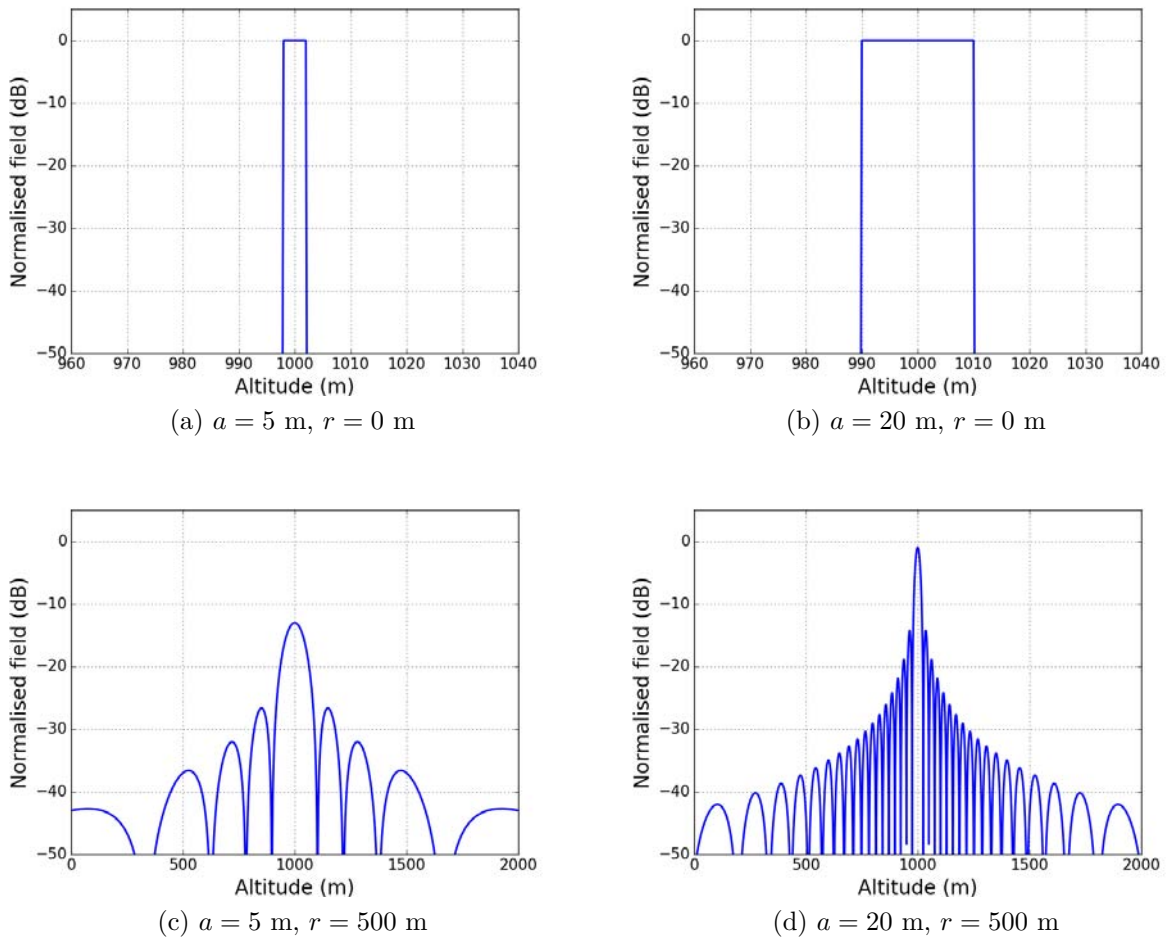 0
−10
−20
−30
−40
−50
Normalised field (dB)
960 970 980 990 1000 1010 1020 1030 1040
Altitude (m)
(a) a = 5 m, r = 0 m
0
−10
−20
−30
−40
−50
Normalised field (dB)
960 970 980 990 1000 1010 1020 1030 1040
Altitude (m)
(b) a = 20 m, r = 0 m
0
−10
−20
−30
−40
−50
Normalised field (dB)
0 500 1000 1500 2000
Altitude (m)
(c) a = 5 m, r = 500 m
0
−10
−20
−30
−40
−50
Normalised field (dB)
0 500 1000 1500 2000
Altitude (m)
(d) a = 20 m, r = 500 m